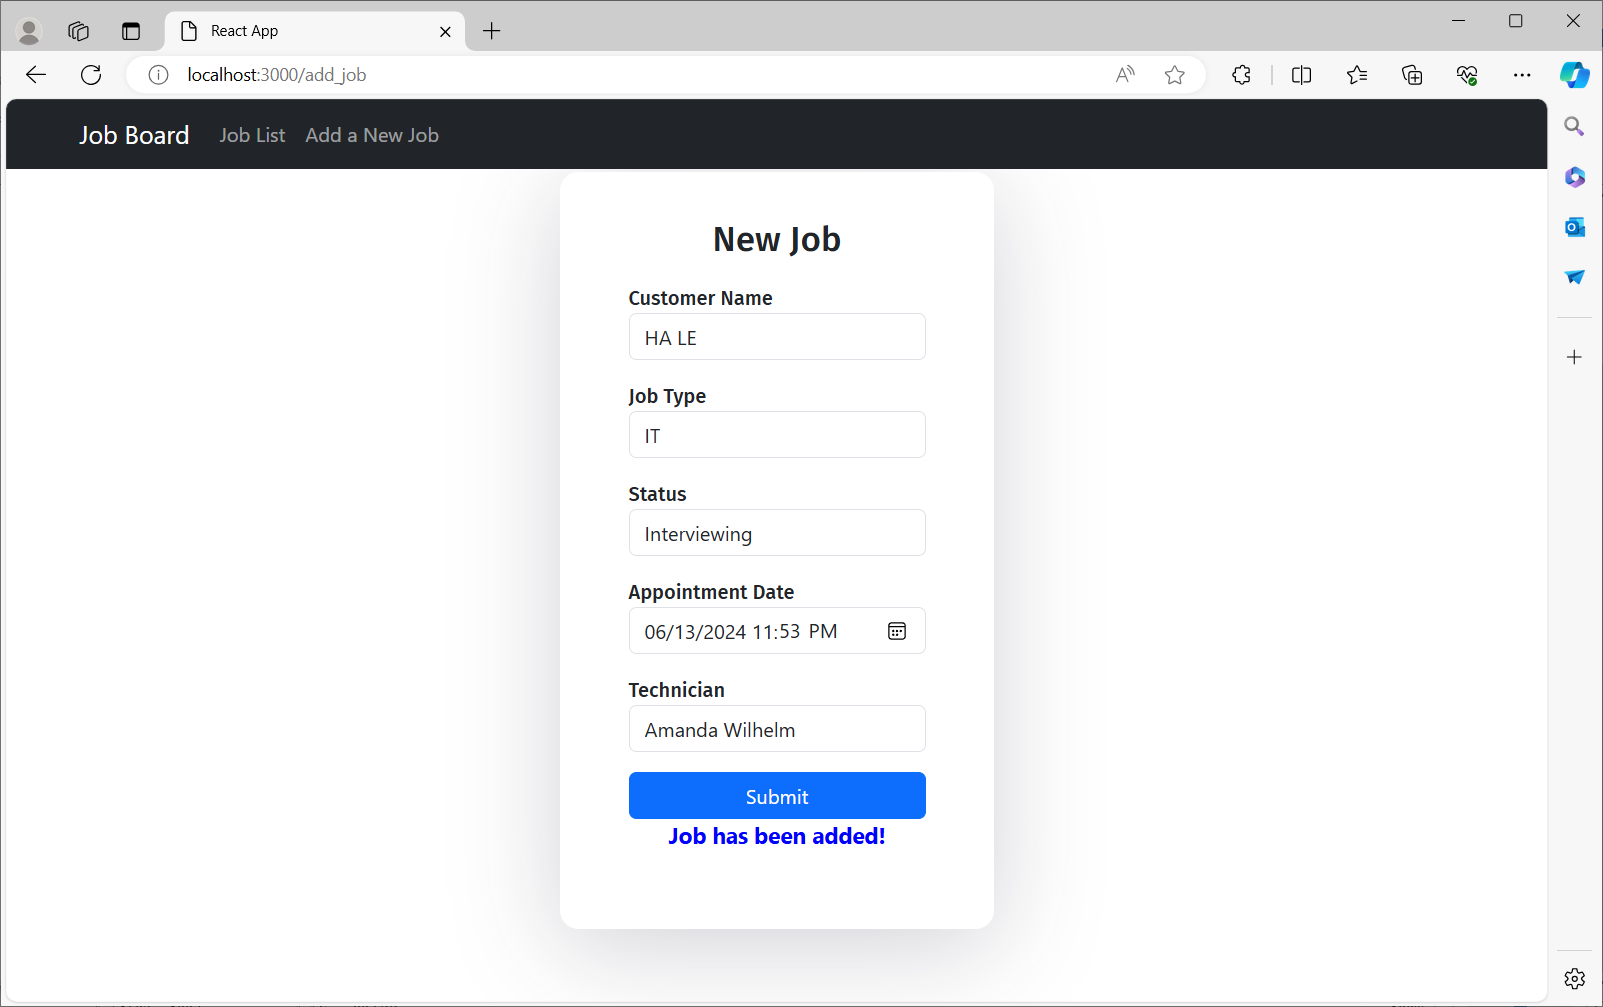 React App
localhost:3000/add_job
Job Board Job List Add a New Job
New Job
Customer Name
HA LE
Job Type
IT
Status
Interviewing
Appointment Date
06/13/2024 11:53 PM
Technician
Amanda Wilhelm
Submit
Job has been added!